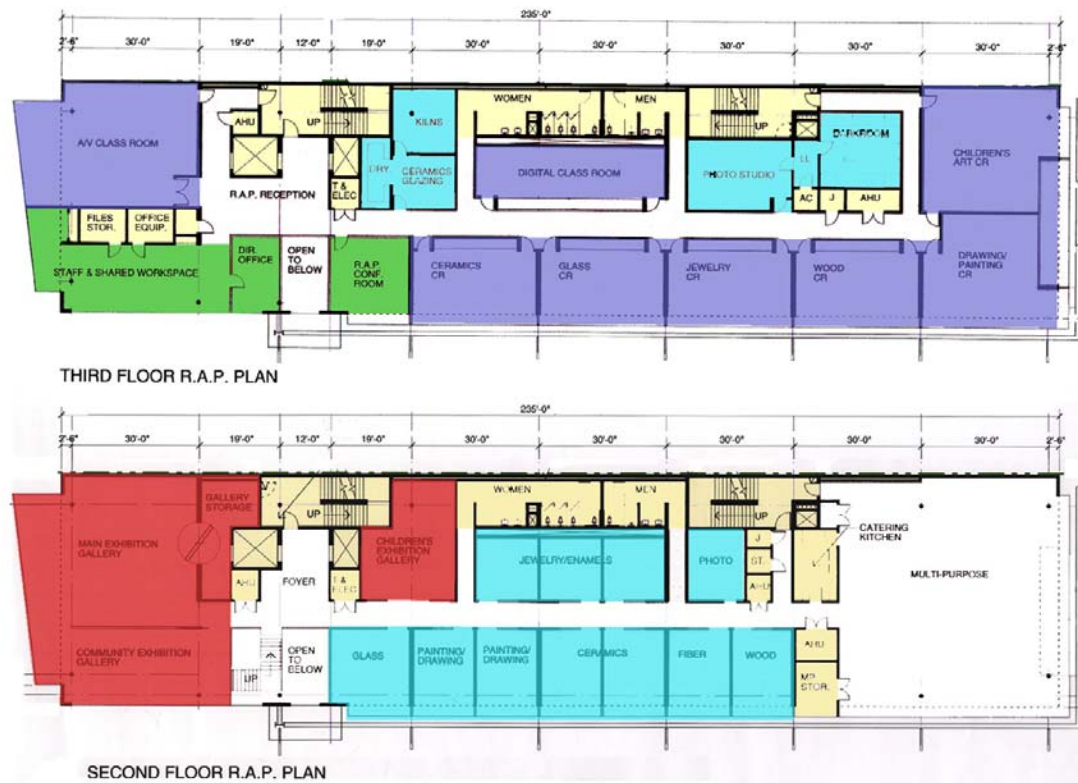 235'-0"
2'-6" 30'-0" 19'-0" 12'-0" 19'-0" 30'-0" 30'-0" 30'-0" 30'-0" 30'-0" 2'-6"
WOMEN
MEN
AHU
UP
KILNS
UP
DARKROOM
A/V CLASS ROOM
CHILDREN'S
ART CR
DRY
CERAMICS
GLAZING
DIGITAL CLASS ROOM
PHOTO STUDIO
LL
R.A.P. RECEPTION
T &
ELEC
AC
J
AHU
FILES
STOR.
OFFICE
EQUIP.
STAFF & SHARED WORKSPACE
DIR.
OFFICE
OPEN
TO
BELOW
R.A.P.
CONF.
ROOM
CERAMICS
CR
GLASS
CR
JEWELRY
CR
WOOD
CR
DRAWING/
PAINTING
CR
THIRD FLOOR R.A.P. PLAN
235'-0"
2'-6" 30'-0" 19'-0" 12'-0" 19'-0" 30'-0" 30'-0" 30'-0" 30'-0" 30'-0" 2'-6"
GALLERY
STORAGE
WOMEN
MEN
UP
UP
MAIN EXHIBITION
GALLERY
CHILDREN'S
EXHIBITION
GALLERY
JEWELRY/ENAMELS
PHOTO
J
ST.
AHU
CATERING
KITCHEN
MULTI-PURPOSE
AHU
FOYER
& ELEC
COMMUNITY EXHIBITION
GALLERY
UP
OPEN
TO
BELOW
GLASS
PAINTING/
DRAWING
PAINTING/
DRAWING
CERAMICS
FIBER
WOOD
AHU
MP
STOR.
SECOND FLOOR R.A.P. PLAN